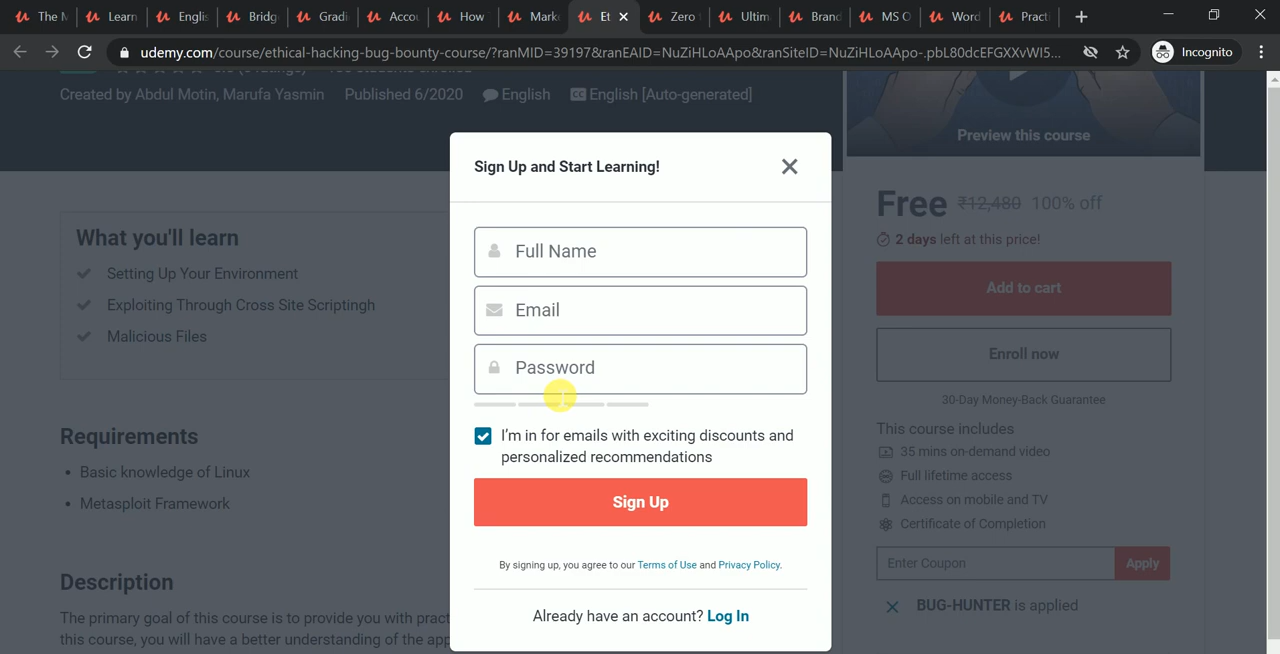 The M
Learn
Englis
Bridg
Gradi
Accou
How
Marke
Et
Zero
Ultim
Brand
MS O
Word
Practi
udemy.com/course/ethical-hacking-bug-bounty-course/?ranMID=39197&ranEAID=NuZiHLoAApo&ranSiteID=NuZiHLoAApo-.pbL80dcEFGXXvWI5...
Incognito
Created by Abdul Motin, Marufa Yasmin Published 6/2020 English English [Auto-generated]
Preview this course
Sign Up and Start Learning!
Full Name
Email
Password
I'm in for emails with exciting discounts and
personalized recommendations
Sign Up
By signing up, you agree to our Terms of Use and Privacy Policy.
Already have an account? Log In
What you'll learn
Setting Up Your Environment
Exploiting Through Cross Site Scriptingh
Malicious Files
Requirements
Basic knowledge of Linux
Metasploit Framework
Description
The primary goal of this course is to provide you with pract
this course, you will have a better understanding of the app
Free ₹12,480 100% off
2 days left at this price!
Add to cart
Enroll now
30-Day Money-Back Guarantee
This course includes
35 mins on-demand video
Full lifetime access
Access on mobile and TV
Certificate of Completion
Enter Coupon
Apply
BUG-HUNTER is applied